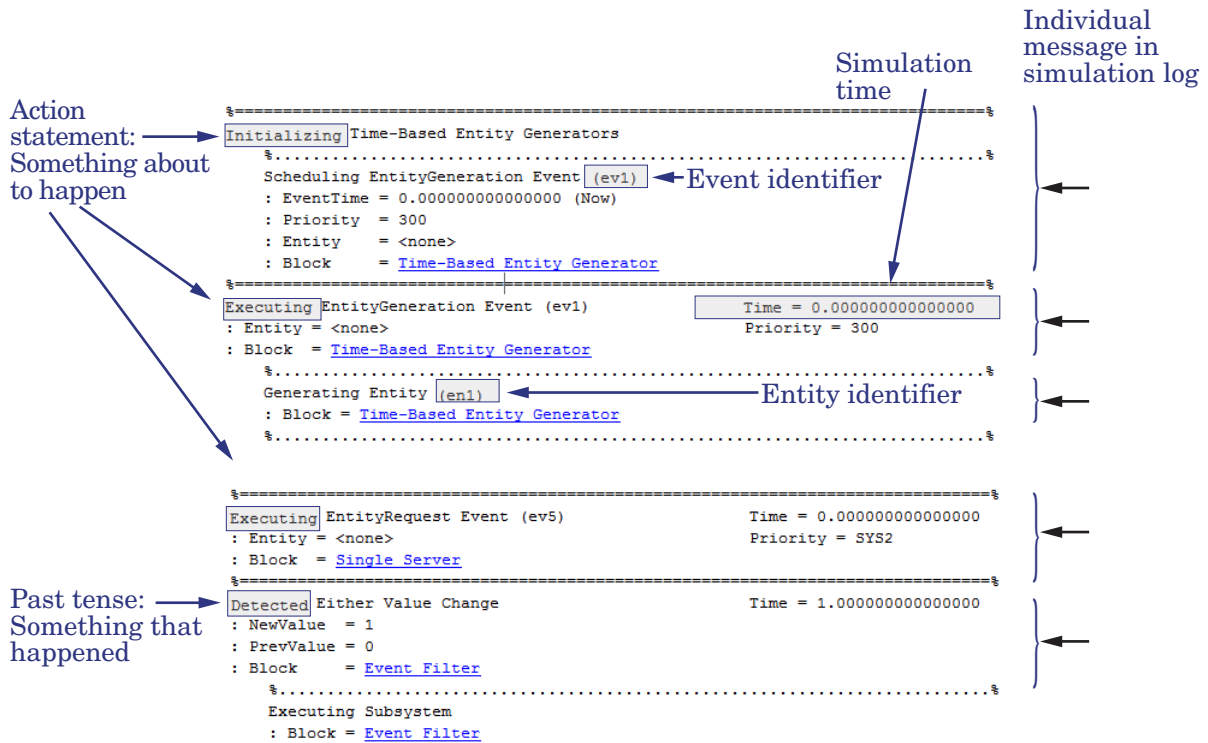 Individual
message in
simulation log
Simulation
time
Action
statement:
Something about
to happen
%==============================================================================%
Initializing Time-Based Entity Generators
%..........................................................................%
Scheduling EntityGeneration Event (ev1)
Event identifier
: EventTime = 0.000000000000000 (Now)
: Priority = 300
: Entity = <none>
: Block = Time-Based Entity Generator
%==============================================================================%
Executing EntityGeneration Event (ev1) Time = 0.000000000000000
: Entity = <none> Priority = 300
: Block = Time-Based Entity Generator
%..........................................................................%
Generating Entity (en1)
Entity identifier
: Block = Time-Based Entity Generator
%..........................................................................%
%==============================================================================%
Executing EntityRequest Event (ev5) Time = 0.000000000000000
: Entity = <none> Priority = SYS2
: Block = Single Server
%==============================================================================%
Past tense:
Something that
happened
Detected Either Value Change Time = 1.000000000000000
: NewValue = 1
: PrevValue = 0
: Block = Event Filter
%..........................................................................%
Executing Subsystem
: Block = Event Filter